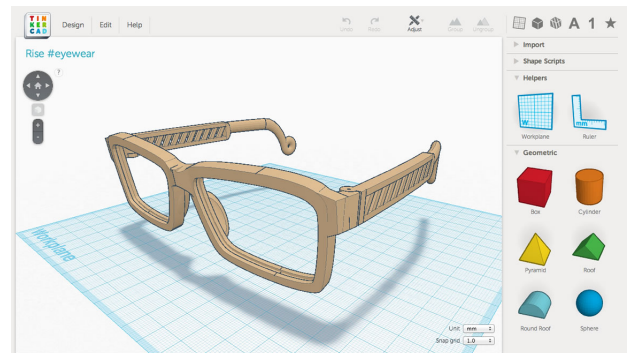 TIN
KER
CAD
Design
Edit
Help
Undo
Redo
Adjust
Group
Ungroup
A
1
Rise #eyewear
?
+
-
Import
Shape Scripts
Helpers
W
mm
Workplane
Ruler
Geometric
Box
Cylinder
Pyramid
Roof
Round Roof
Sphere
Workplane
Unit mm
Snap grid 1.0